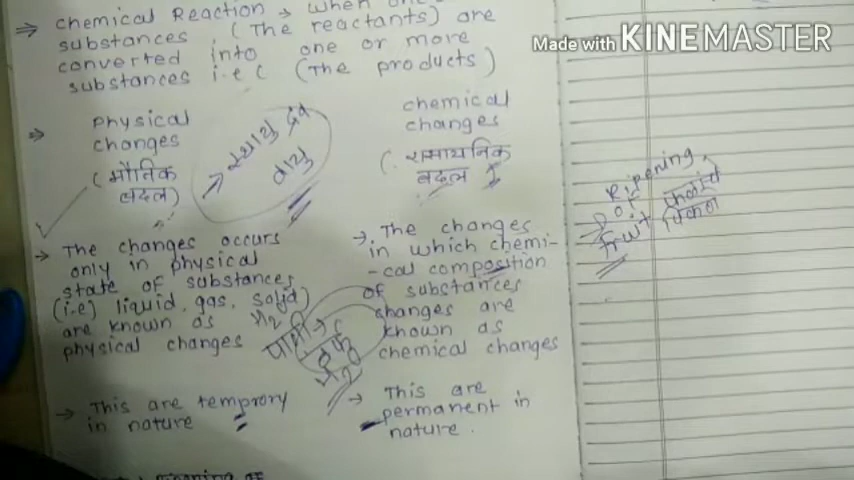 ⇒ chemical Reaction → when one
substances. (The reactants) are
converted into one or more
substances i.e ( (The products)
Made with KINEMASTER
⇒ physical
changes
(भौतिक
बदल)
वायु
chemical
changes
(रासायनिक
बदल)
→ The changes occurs
only in physical
state of substances
(i.e) liquid, gas, solid)
are known as
physical changes
पानी →
बर्फ
→ The changes
in which chemi-
-cal composition
of substances
changes are
known as
chemical changes
→ This are temprory
in nature
→ This are
permanent in
nature.
Ripening
of
fruit